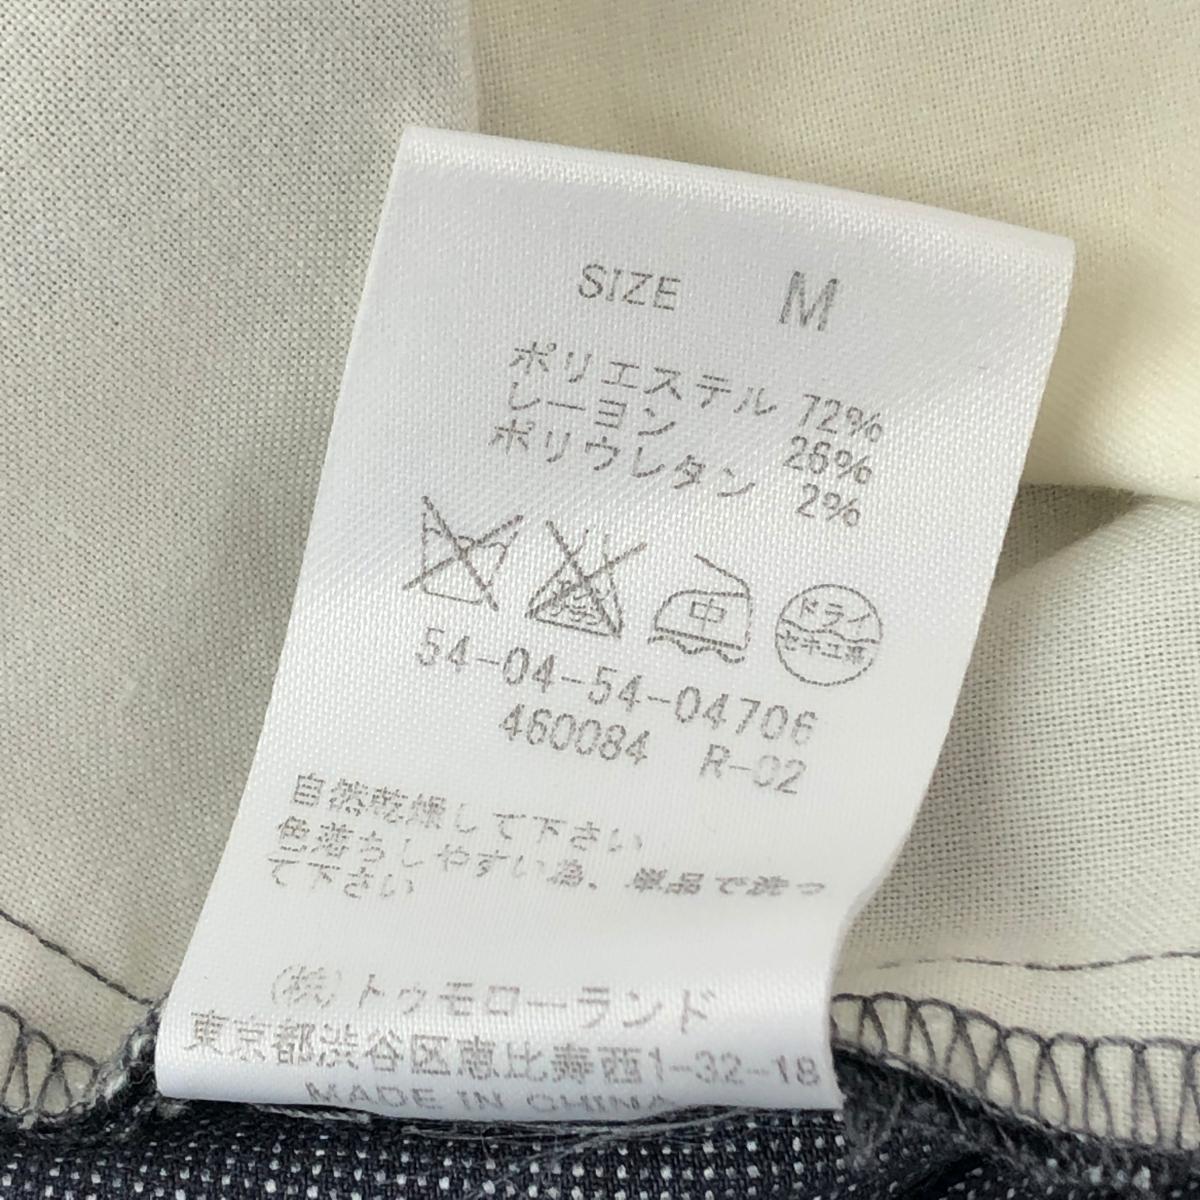 SIZE M
ポリエステル 72%
レーヨン 26%
ポリウレタン 2%
中 ドライ
セキユ系
54-04-54-04706
460084 R-02
自然乾燥して下さい
色落ちしやすい為、単品で洗っ
て下さい
(株)トゥモローランド
東京都渋谷区恵比寿西1-32-18
MADE IN CHINA